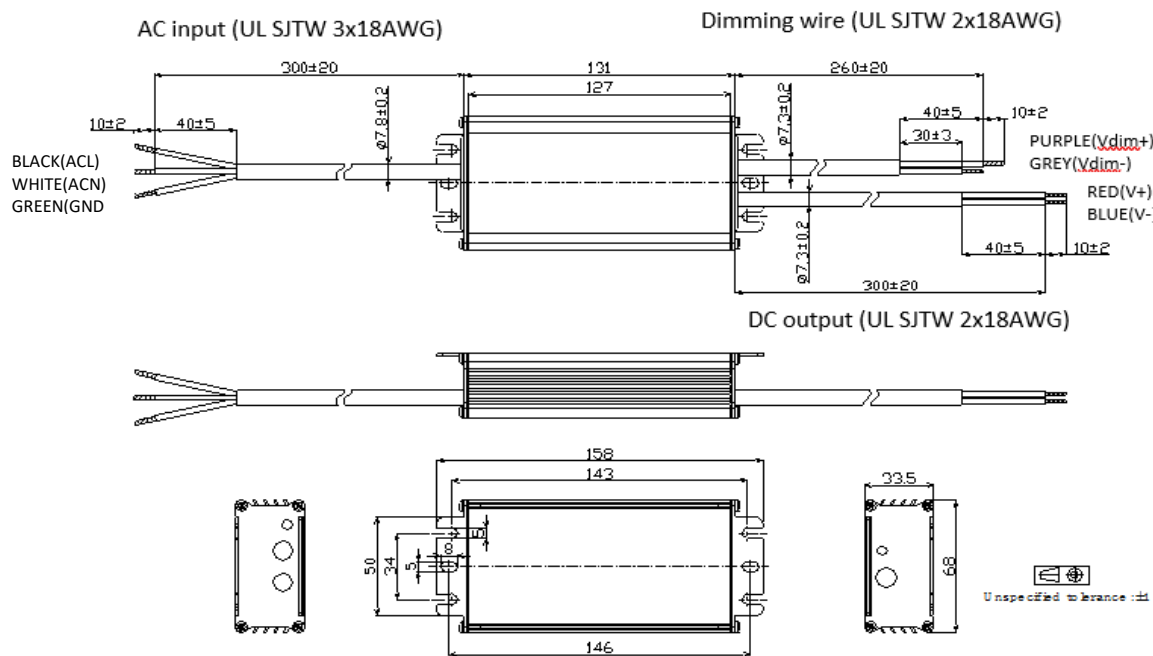 AC input (UL SJTW 3x18AWG)
Dimming wire (UL SJTW 2x18AWG)
300±20
131
260±20
127
Ø7.8±0.2
Ø7.3±0.2
10±2
40±5
40±5
10±2
30±3
BLACK(ACL)
WHITE(ACN)
GREEN(GND
PURPLE(Vdim+)
GREY(Vdim-)
RED(V+)
BLUE(V-)
Ø7.3±0.2
40±5
10±2
300±20
DC output (UL SJTW 2x18AWG)
158
143
33.5
5
8
50
34
5
68
146
Unspecified tolerance :±1